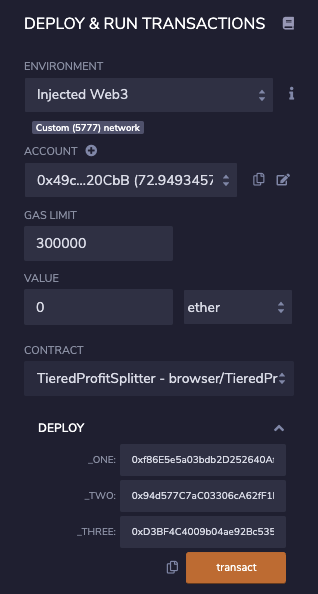 DEPLOY & RUN TRANSACTIONS
ENVIRONMENT
Injected Web3
Custom (5777) network
ACCOUNT
0x49c...20CbB (72.9493457
GAS LIMIT
300000
VALUE
0 ether
CONTRACT
TieredProfitSplitter - browser/TieredPr
DEPLOY
_ONE: 0xf86E5e5a03bdb2D252640A
_TWO: 0x94d577C7aC03306cA62fF1
_THREE: 0xD3BF4C4009b04ae92Bc535
transact